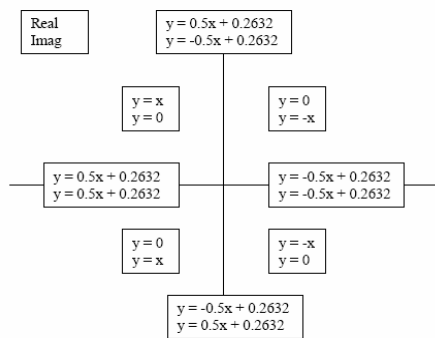 Real
Imag
y = 0.5x + 0.2632
y = -0.5x + 0.2632
y = x
y = 0
y = 0
y = -x
y = 0.5x + 0.2632
y = 0.5x + 0.2632
y = -0.5x + 0.2632
y = -0.5x + 0.2632
y = 0
y = x
y = -x
y = 0
y = -0.5x + 0.2632
y = 0.5x + 0.2632